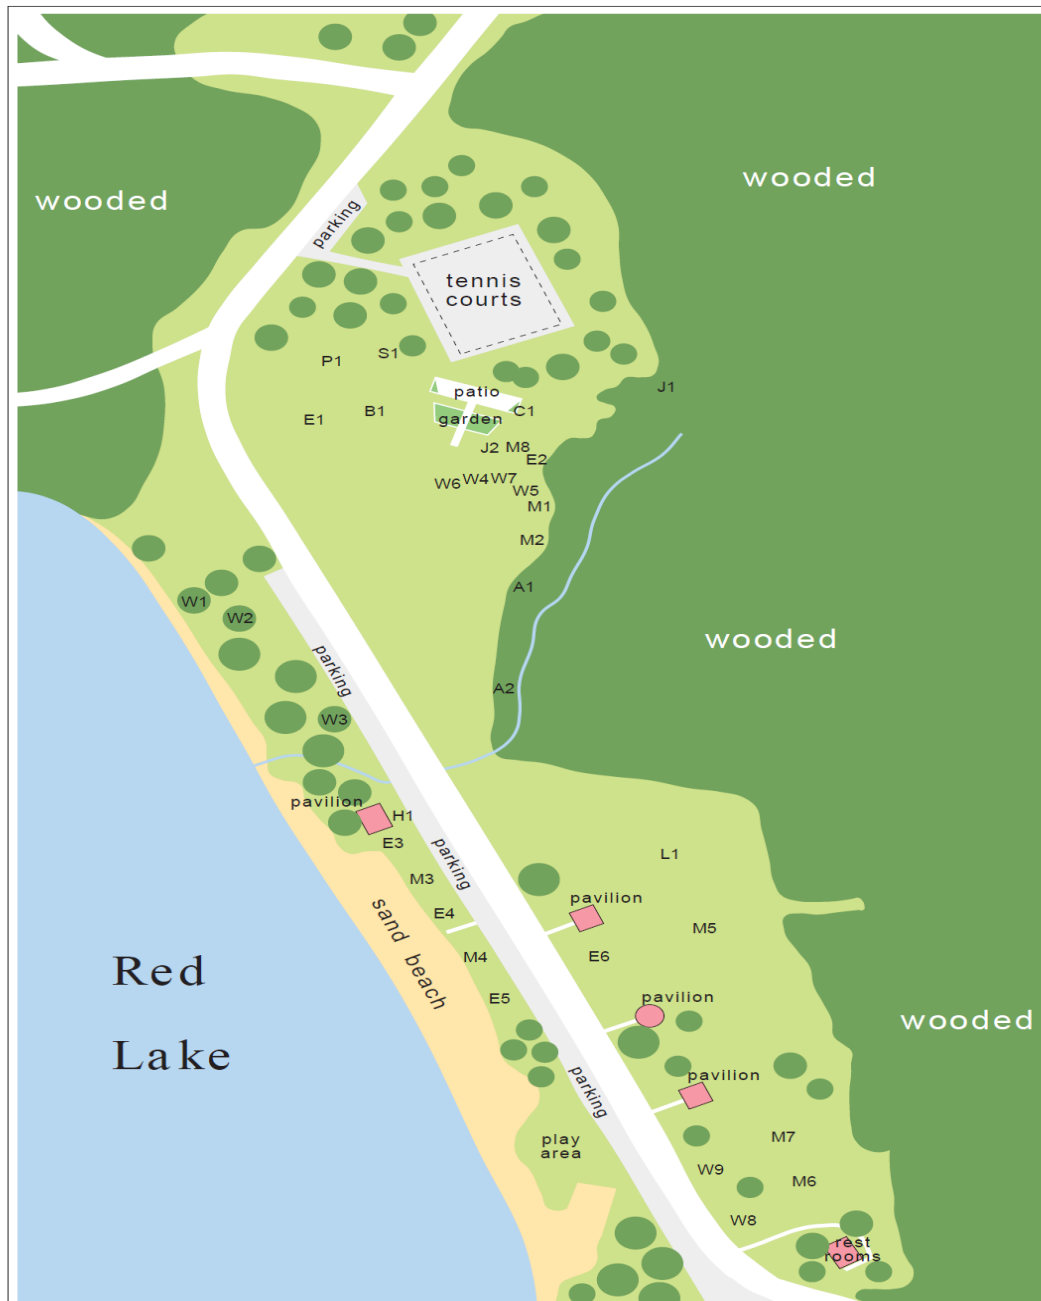 wooded
wooded
parking
tennis
courts
P1
S1
J1
patio
E1
B1
garden
C1
J2
M8
E2
W6
W4
W7
W5
M1
M2
A1
W1
W2
wooded
parking
A2
W3
pavilion
H1
E3
parking
L1
M3
pavilion
sand beach
E4
M5
M4
E6
Red
Lake
E5
pavilion
wooded
pavilion
parking
play
area
M7
W9
M6
W8
rest
rooms